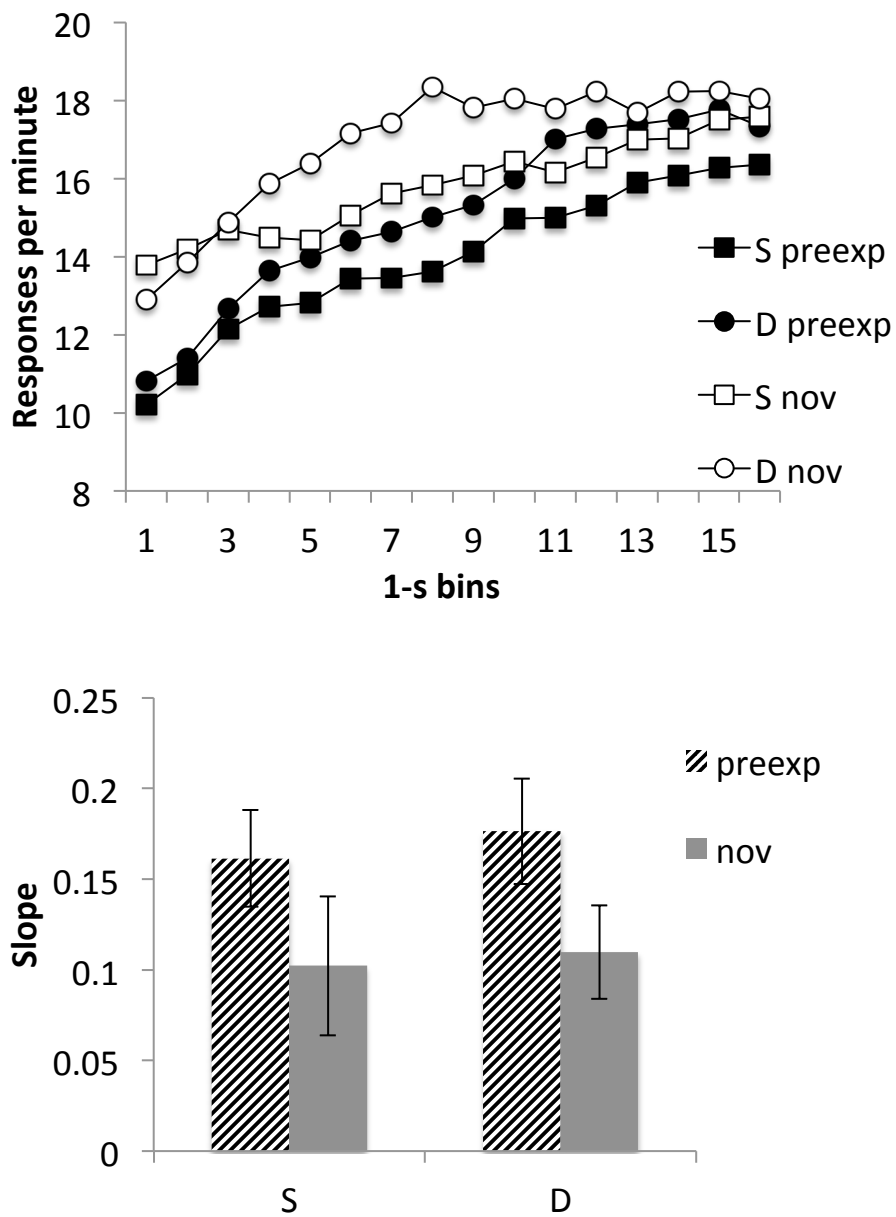 20
18
16
14
12
10
8
Responses per minute
1 3 5 7 9 11 13 15
1-s bins
S preexp
D preexp
S nov
D nov
0.25
0.2
0.15
0.1
0.05
0
Slope
S D
preexp
nov